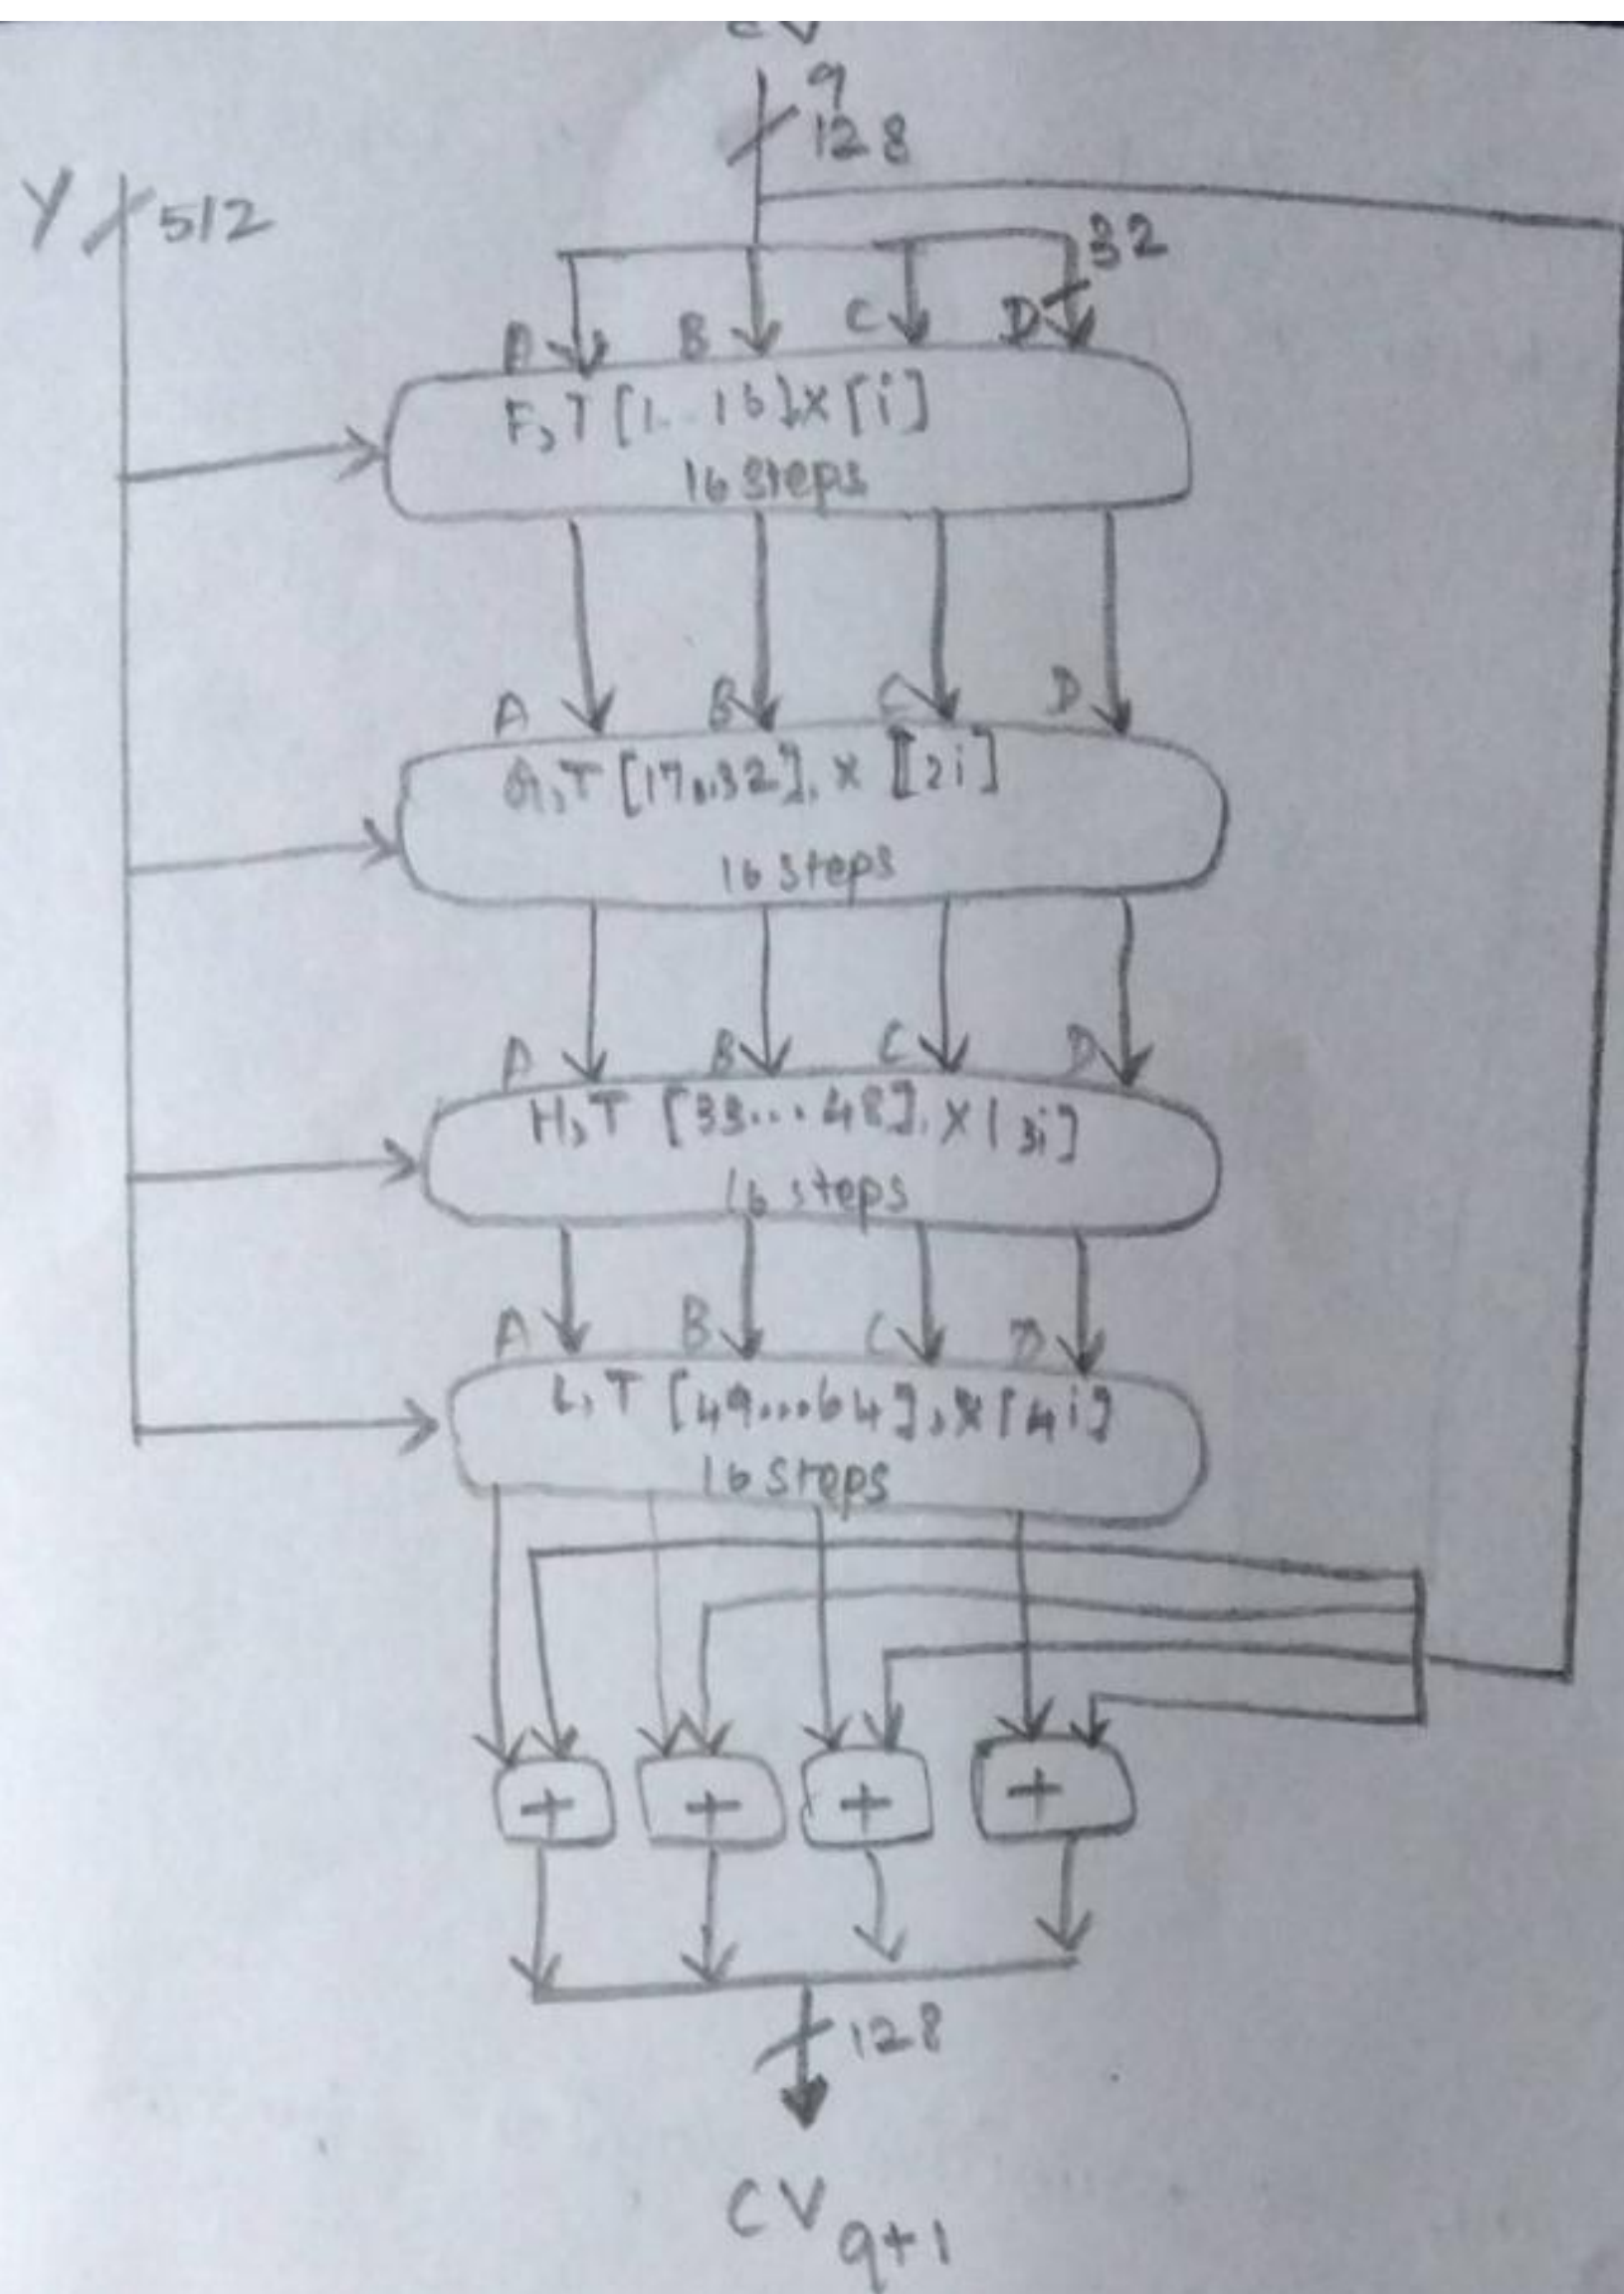 CV
q
128
Y 512
32
A B C D
F, T [1..16] X [i]
16 steps
A B C D
G, T [17..32], X [[2i]
16 steps
A B C D
H, T [33...48], X [3i]
16 steps
A B C D
I, T [49...64], X [4i]
16 steps
+ + + +
128
CV q+1